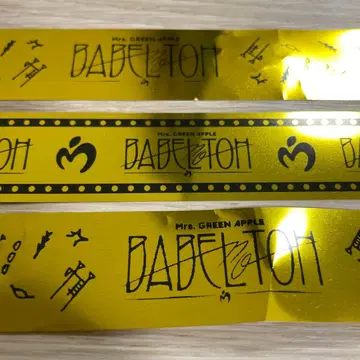 Mrs. GREEN APPLE
BABEL no TOH
Mrs. GREEN APPLE
TOH
BABEL no TOH
BA
Mrs. GREEN APPLE
BABEL no TOH